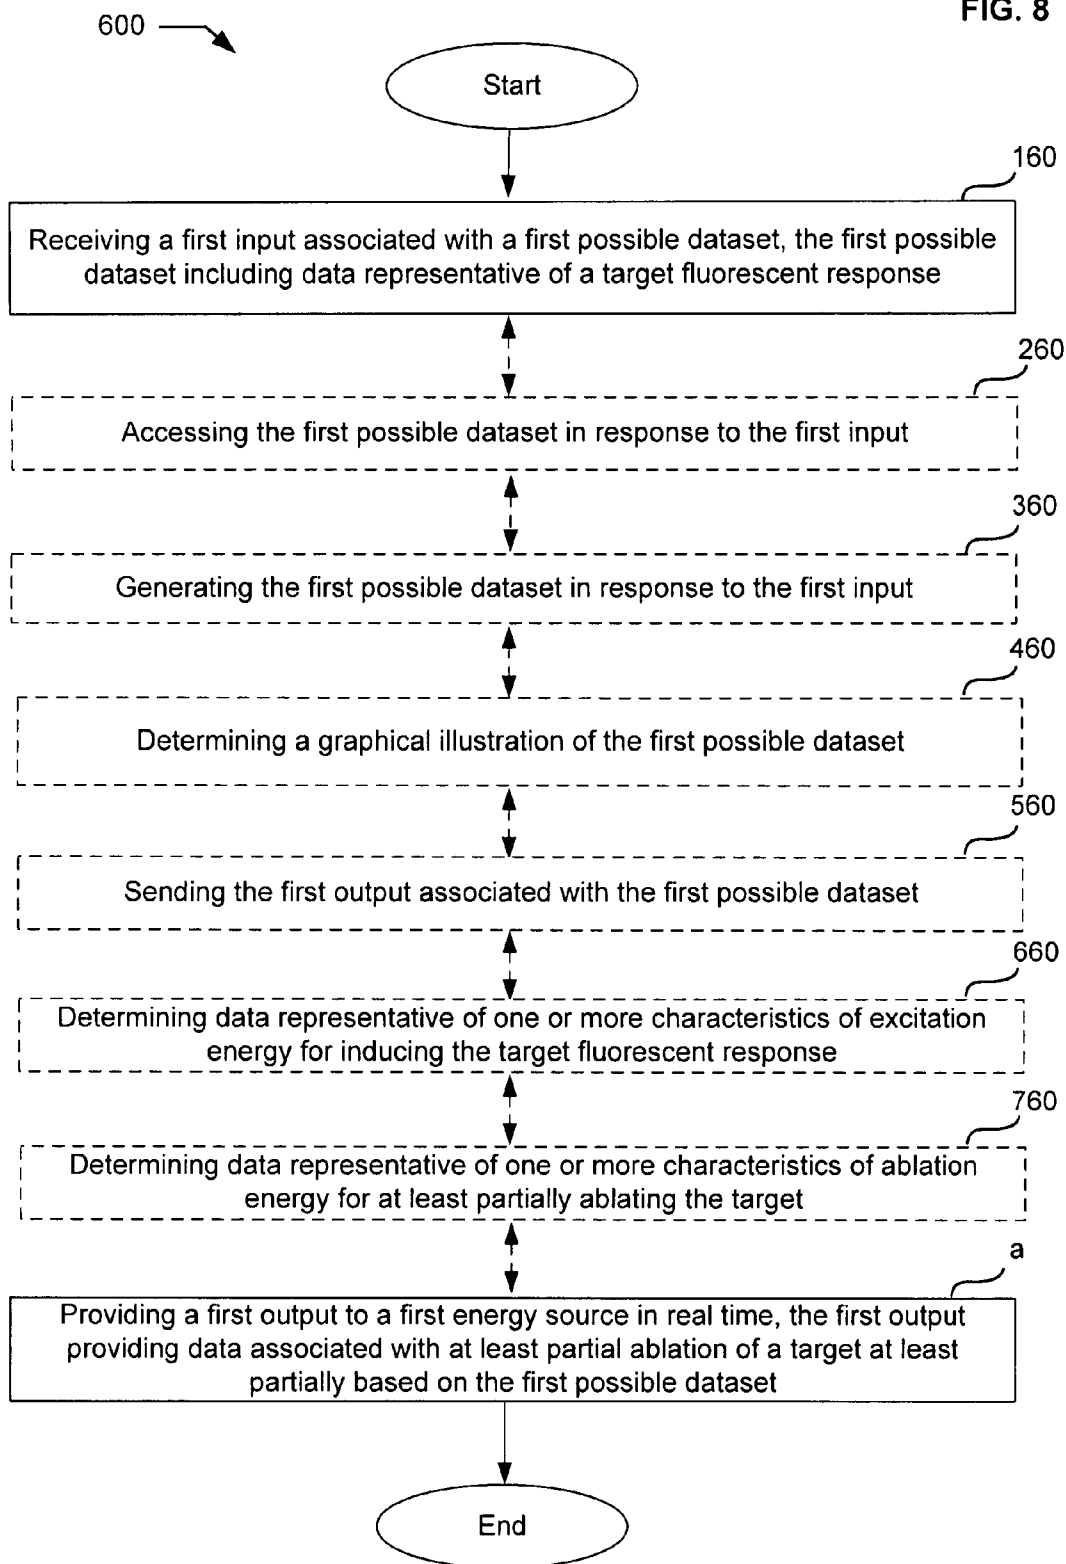 FIG. 8
600
Start
160
Receiving a first input associated with a first possible dataset, the first possible
dataset including data representative of a target fluorescent response
260
Accessing the first possible dataset in response to the first input
360
Generating the first possible dataset in response to the first input
460
Determining a graphical illustration of the first possible dataset
560
Sending the first output associated with the first possible dataset
660
Determining data representative of one or more characteristics of excitation
energy for inducing the target fluorescent response
760
Determining data representative of one or more characteristics of ablation
energy for at least partially ablating the target
a
Providing a first output to a first energy source in real time, the first output
providing data associated with at least partial ablation of a target at least
partially based on the first possible dataset
End